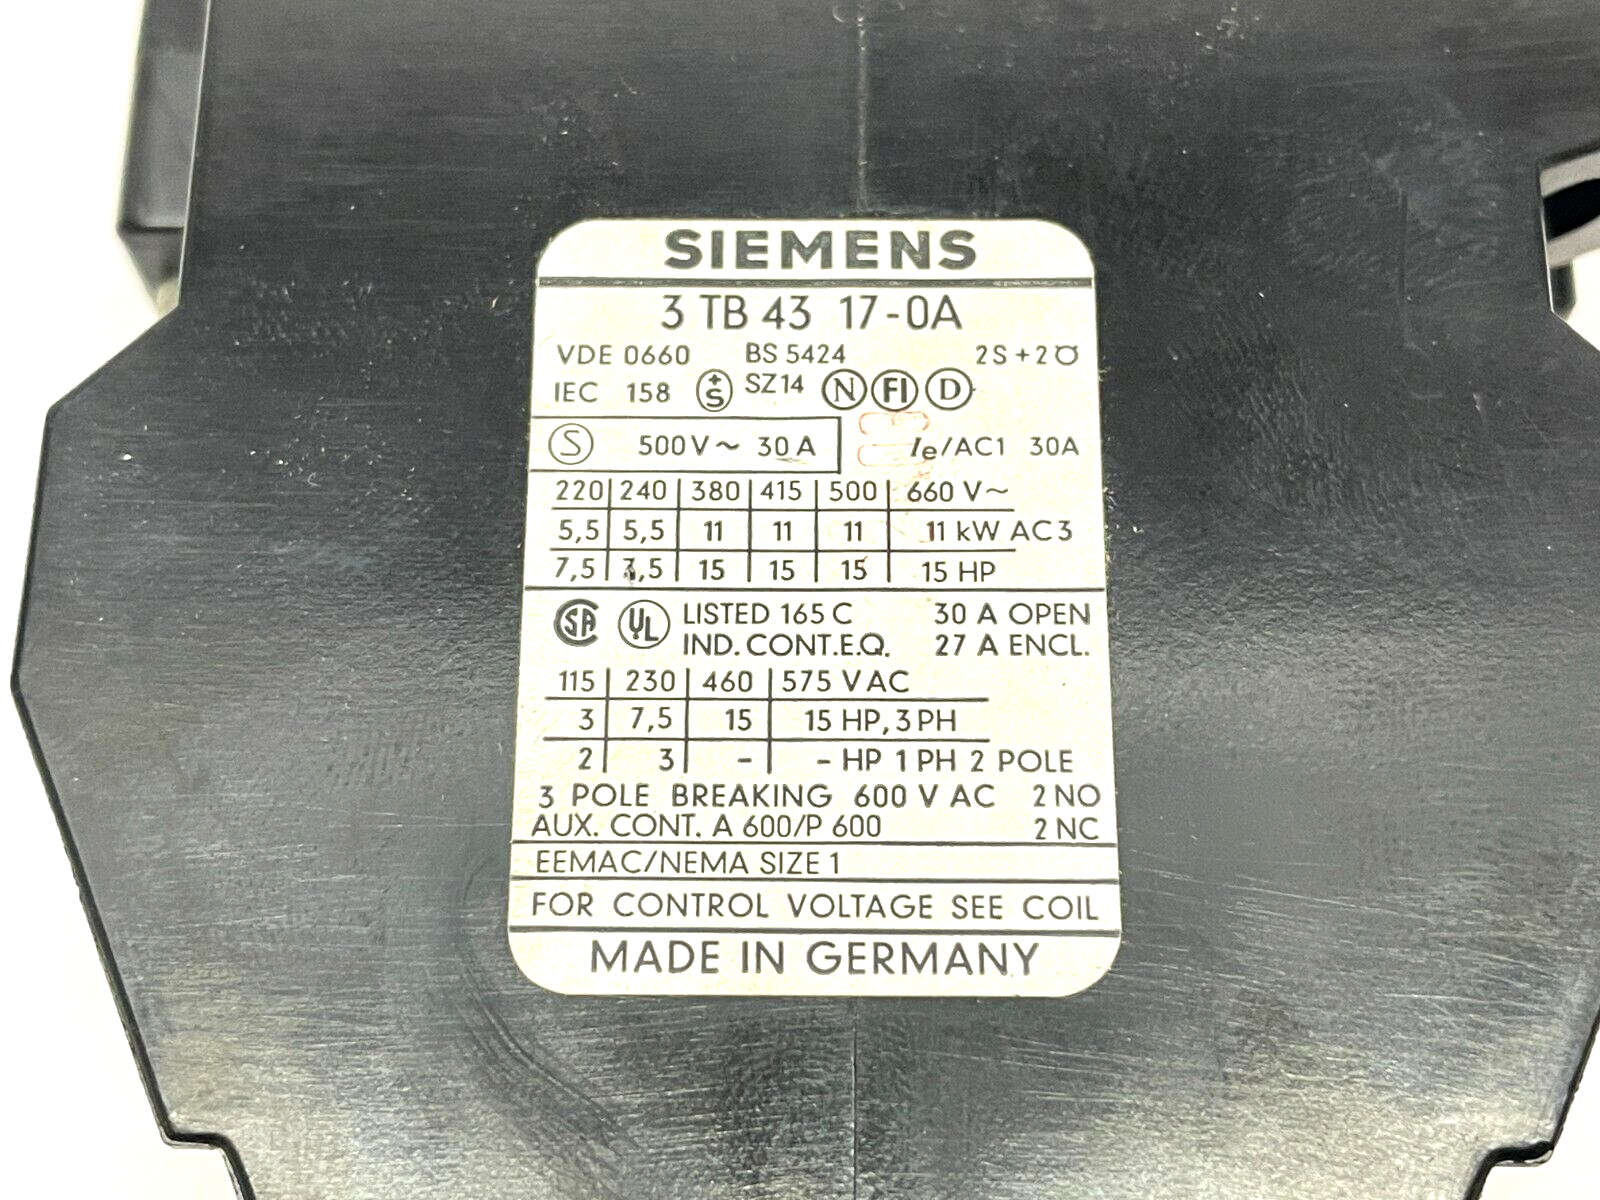 SIEMENS
3 TB 43 17-0A
VDE 0660 BS 5424 2S+2Ö
IEC 158 +S SZ14 N FI D
S 500 V~ 30 A Ie/AC1 30A
220 240 380 415 500 660 V~
5,5 5,5 11 11 11 11 kW AC3
7,5 7,5 15 15 15 15 HP
SA UL LISTED 165 C 30 A OPEN
IND. CONT.EQ. 27 A ENCL.
115 230 460 575 V AC
3 7,5 15 15 HP, 3 PH
2 3 - - HP 1 PH 2 POLE
3 POLE BREAKING 600 V AC 2 NO
AUX. CONT. A 600/P 600 2 NC
EEMAC/NEMA SIZE 1
FOR CONTROL VOLTAGE SEE COIL
MADE IN GERMANY